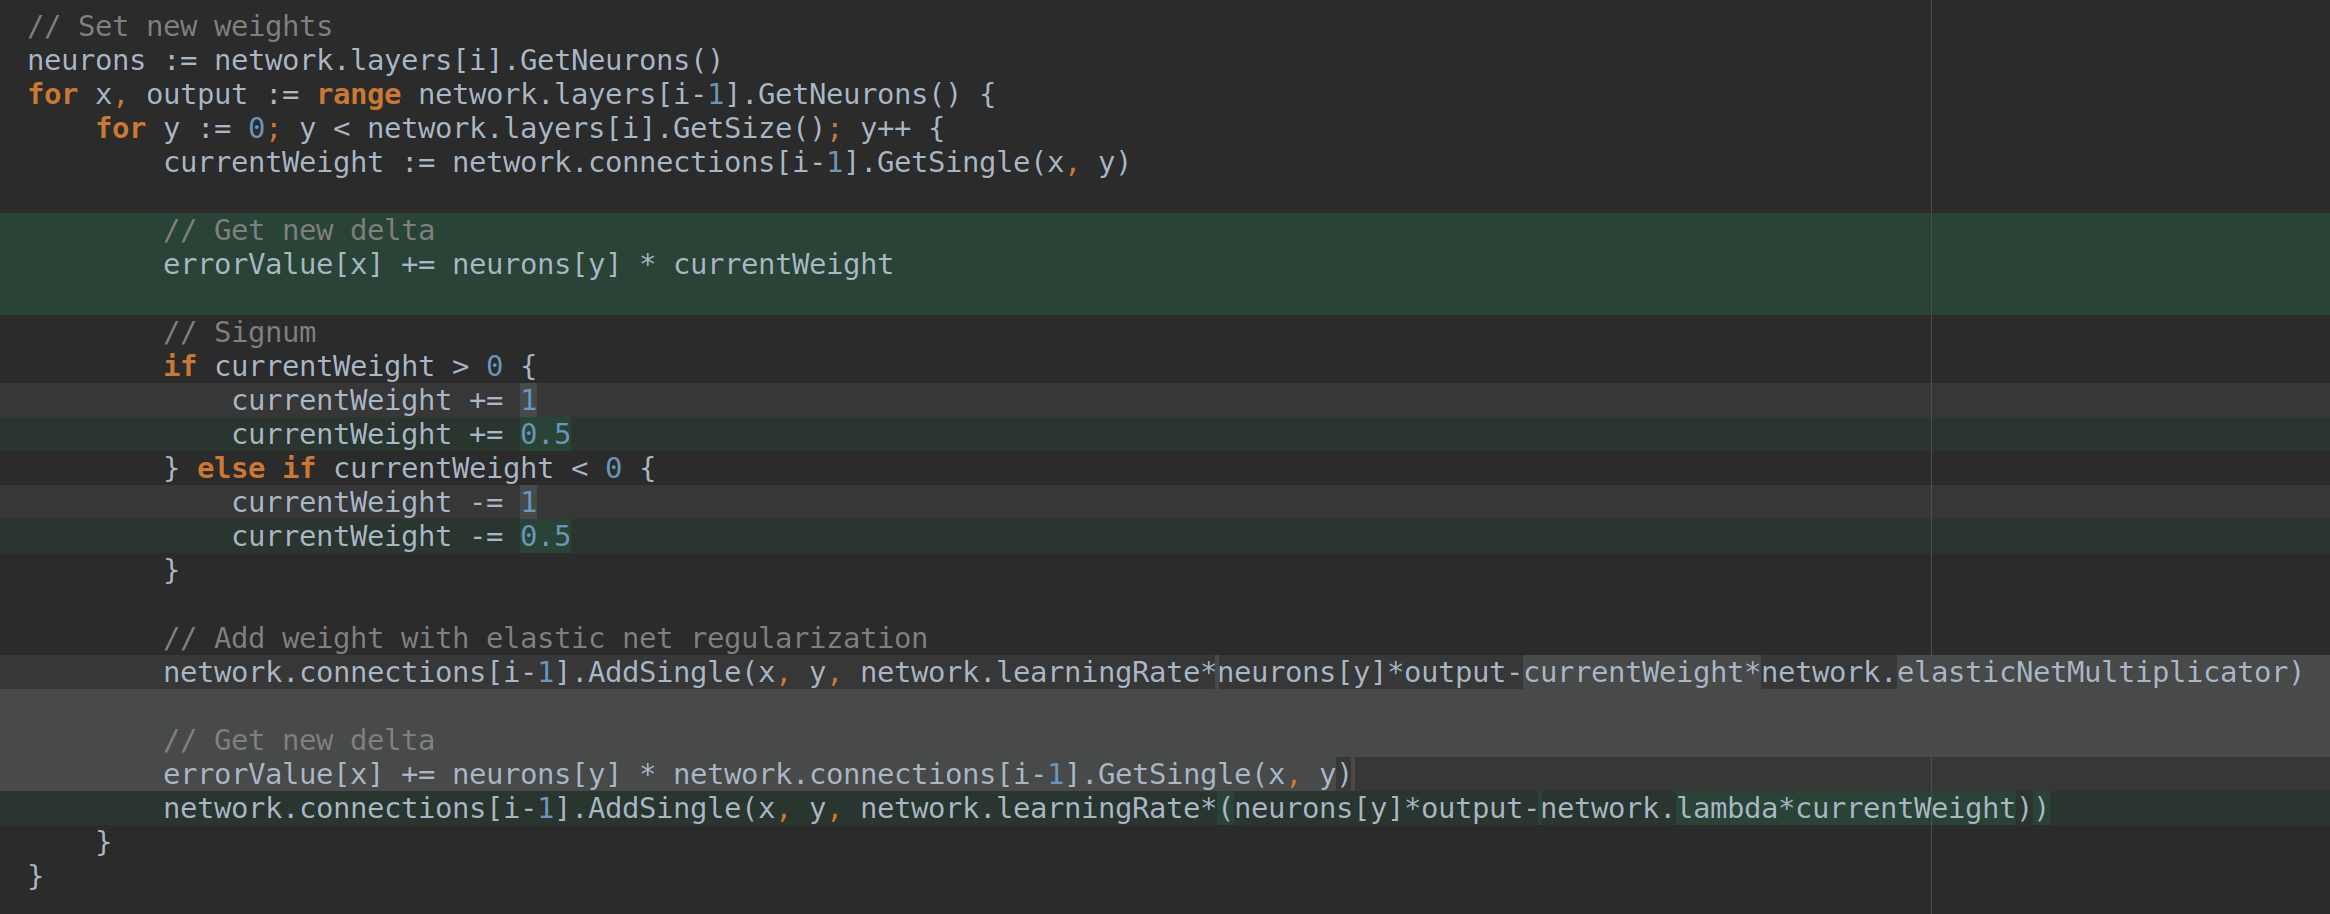 // Set new weights
neurons := network.layers[i].GetNeurons()
for x, output := range network.layers[i-1].GetNeurons() {
    for y := 0; y < network.layers[i].GetSize(); y++ {
        currentWeight := network.connections[i-1].GetSingle(x, y)
        // Get new delta
        errorValue[x] += neurons[y] * currentWeight
        // Signum
        if currentWeight > 0 {
            currentWeight += 1
            currentWeight += 0.5
        } else if currentWeight < 0 {
            currentWeight -= 1
            currentWeight -= 0.5
        }
        // Add weight with elastic net regularization
        network.connections[i-1].AddSingle(x, y, network.learningRate*neurons[y]*output-currentWeight*network.elasticNetMultiplicator)
        // Get new delta
        errorValue[x] += neurons[y] * network.connections[i-1].GetSingle(x, y)
        network.connections[i-1].AddSingle(x, y, network.learningRate*(neurons[y]*output-network.lambda*currentWeight))
    }
}